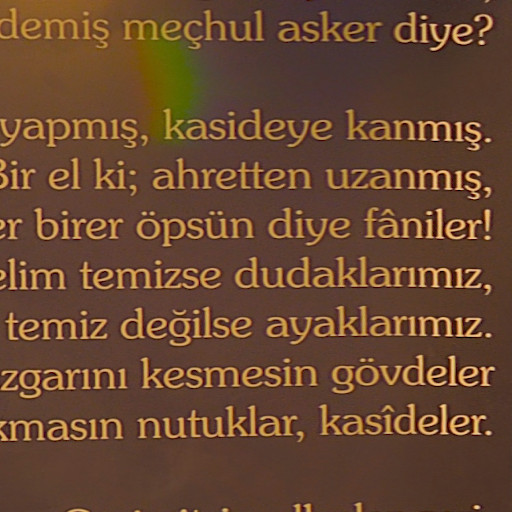 demiş meçhul asker diye?
yapmış, kasideye kanmış.
Bir el ki; ahretten uzanmış,
er birer öpsün diye fâniler!
elim temizse dudaklarımız,
temiz değilse ayaklarımız.
zgarını kesmesin gövdeler
kmasın nutuklar, kasîdeler.